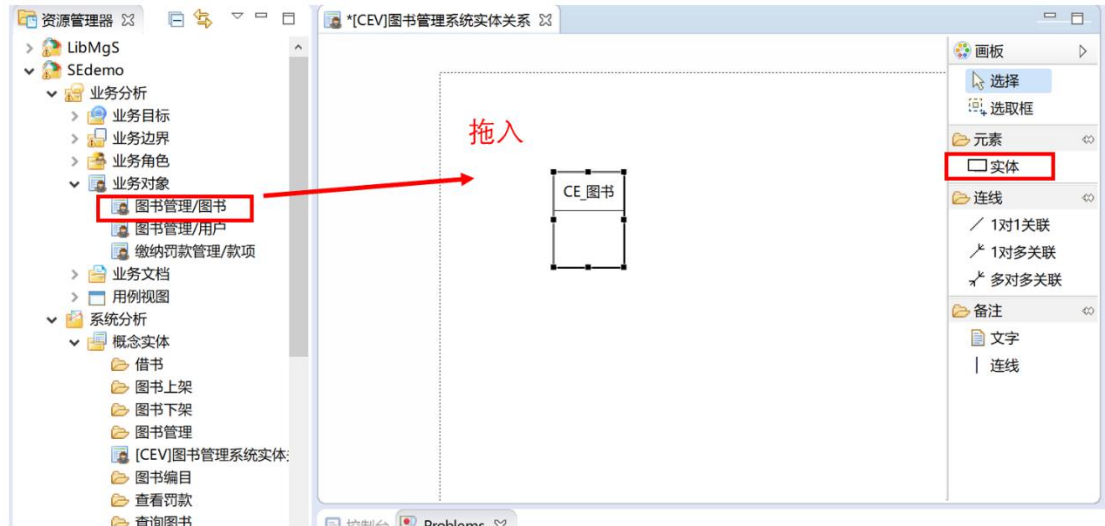 资源管理器
LibMgS
SEdemo
业务分析
业务目标
业务边界
业务角色
业务对象
图书管理/图书
图书管理/用户
缴纳罚款管理/款项
业务文档
用例视图
系统分析
概念实体
借书
图书上架
图书下架
图书管理
[CEV]图书管理系统实体
图书编目
查看罚款
查询图书
*[CEV]图书管理系统实体关系
拖入
CE_图书
画板
选择
选取框
元素
实体
连线
1对1关联
1对多关联
多对多关联
备注
文字
连线
控制台
Problems